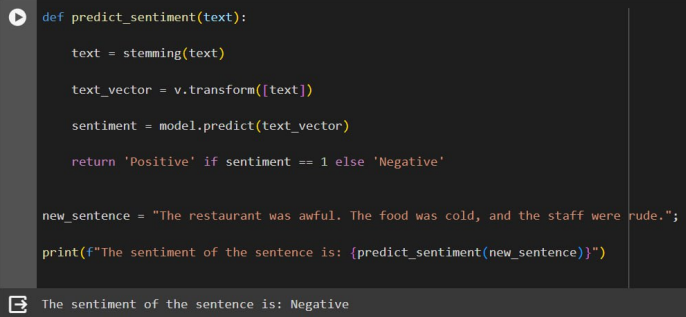 def predict_sentiment(text):
text = stemming(text)
text_vector = v.transform([text])
sentiment = model.predict(text_vector)
return 'Positive' if sentiment == 1 else 'Negative'
new_sentence = "The restaurant was awful. The food was cold, and the staff were rude.";
print(f"The sentiment of the sentence is: {predict_sentiment(new_sentence)}")
The sentiment of the sentence is: Negative